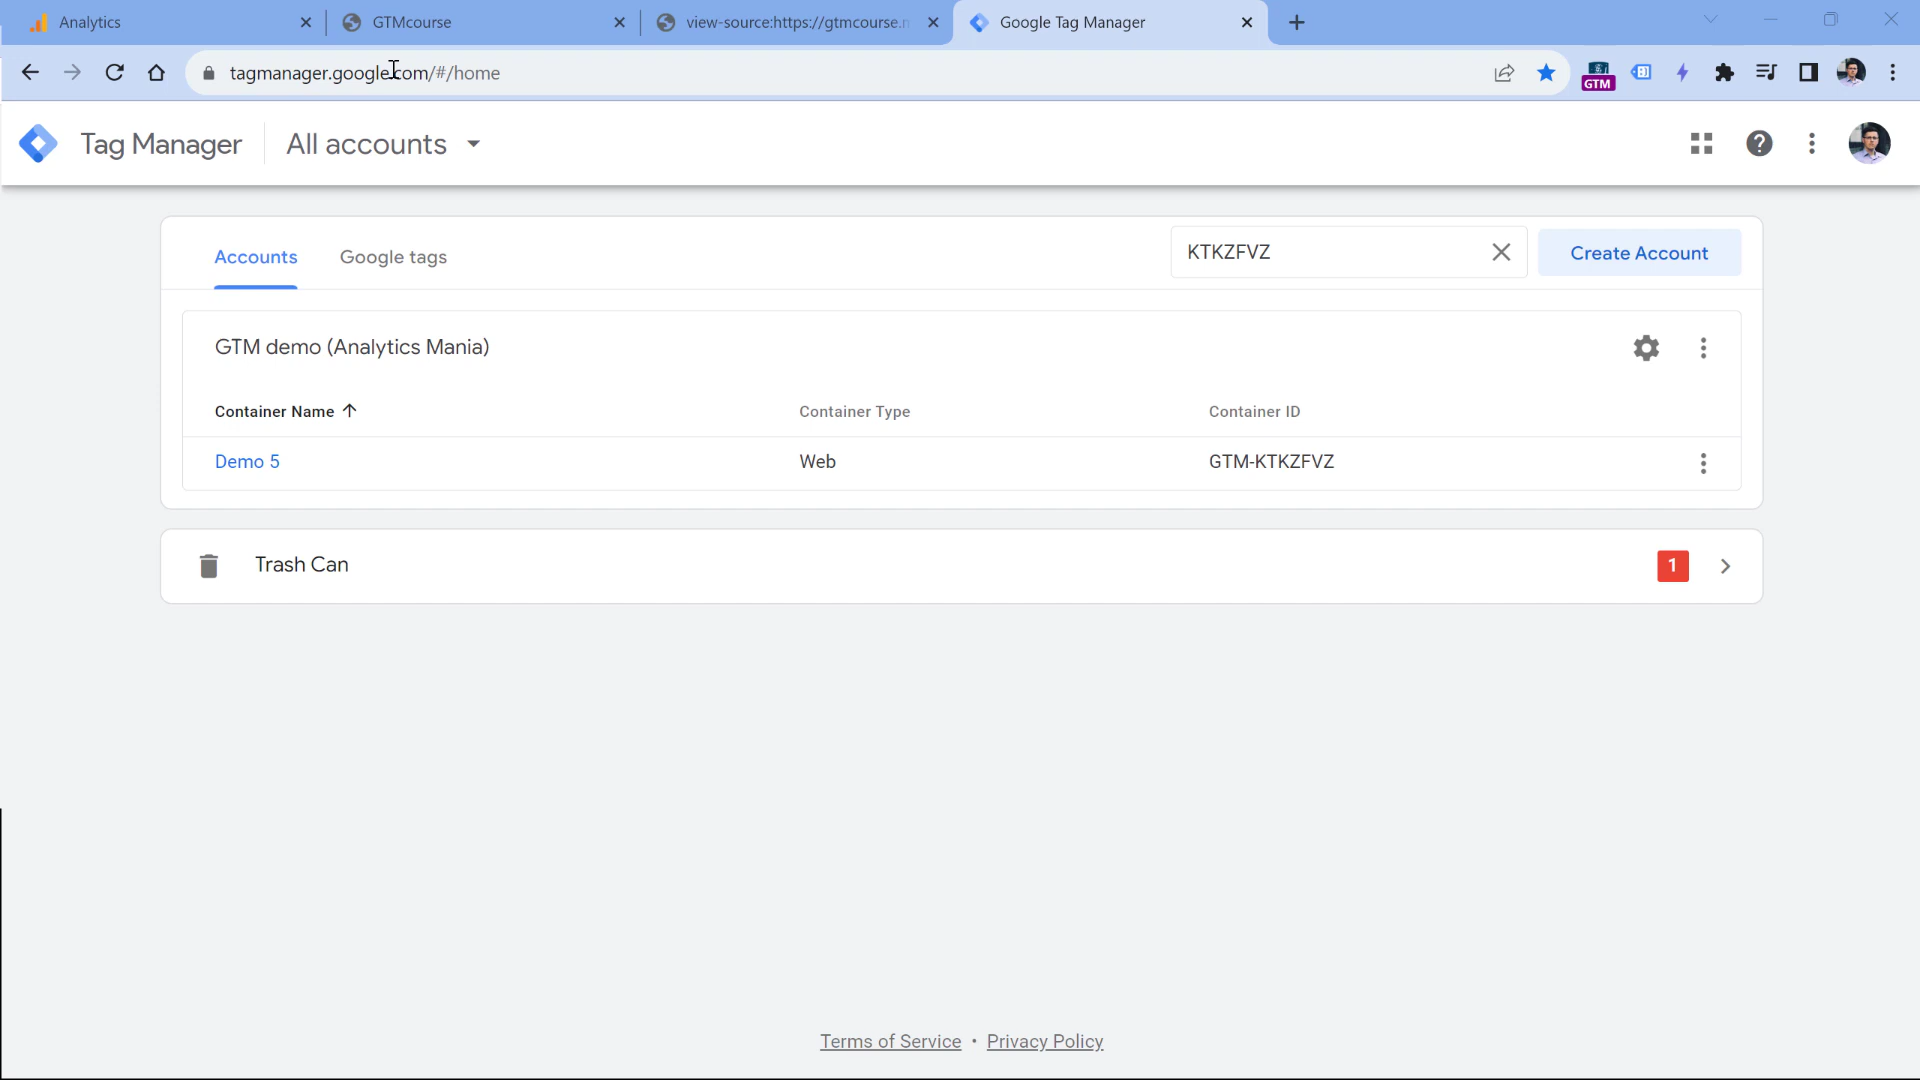 Analytics
GTMcourse
view-source:https://gtmcourse.n
Google Tag Manager
tagmanager.google.com/#/home
GTM
Tag Manager
All accounts
Accounts
Google tags
KTKZFVZ
Create Account
GTM demo (Analytics Mania)
Container Name
Container Type
Container ID
Demo 5
Web
GTM-KTKZFVZ
Trash Can
1
Terms of Service • Privacy Policy